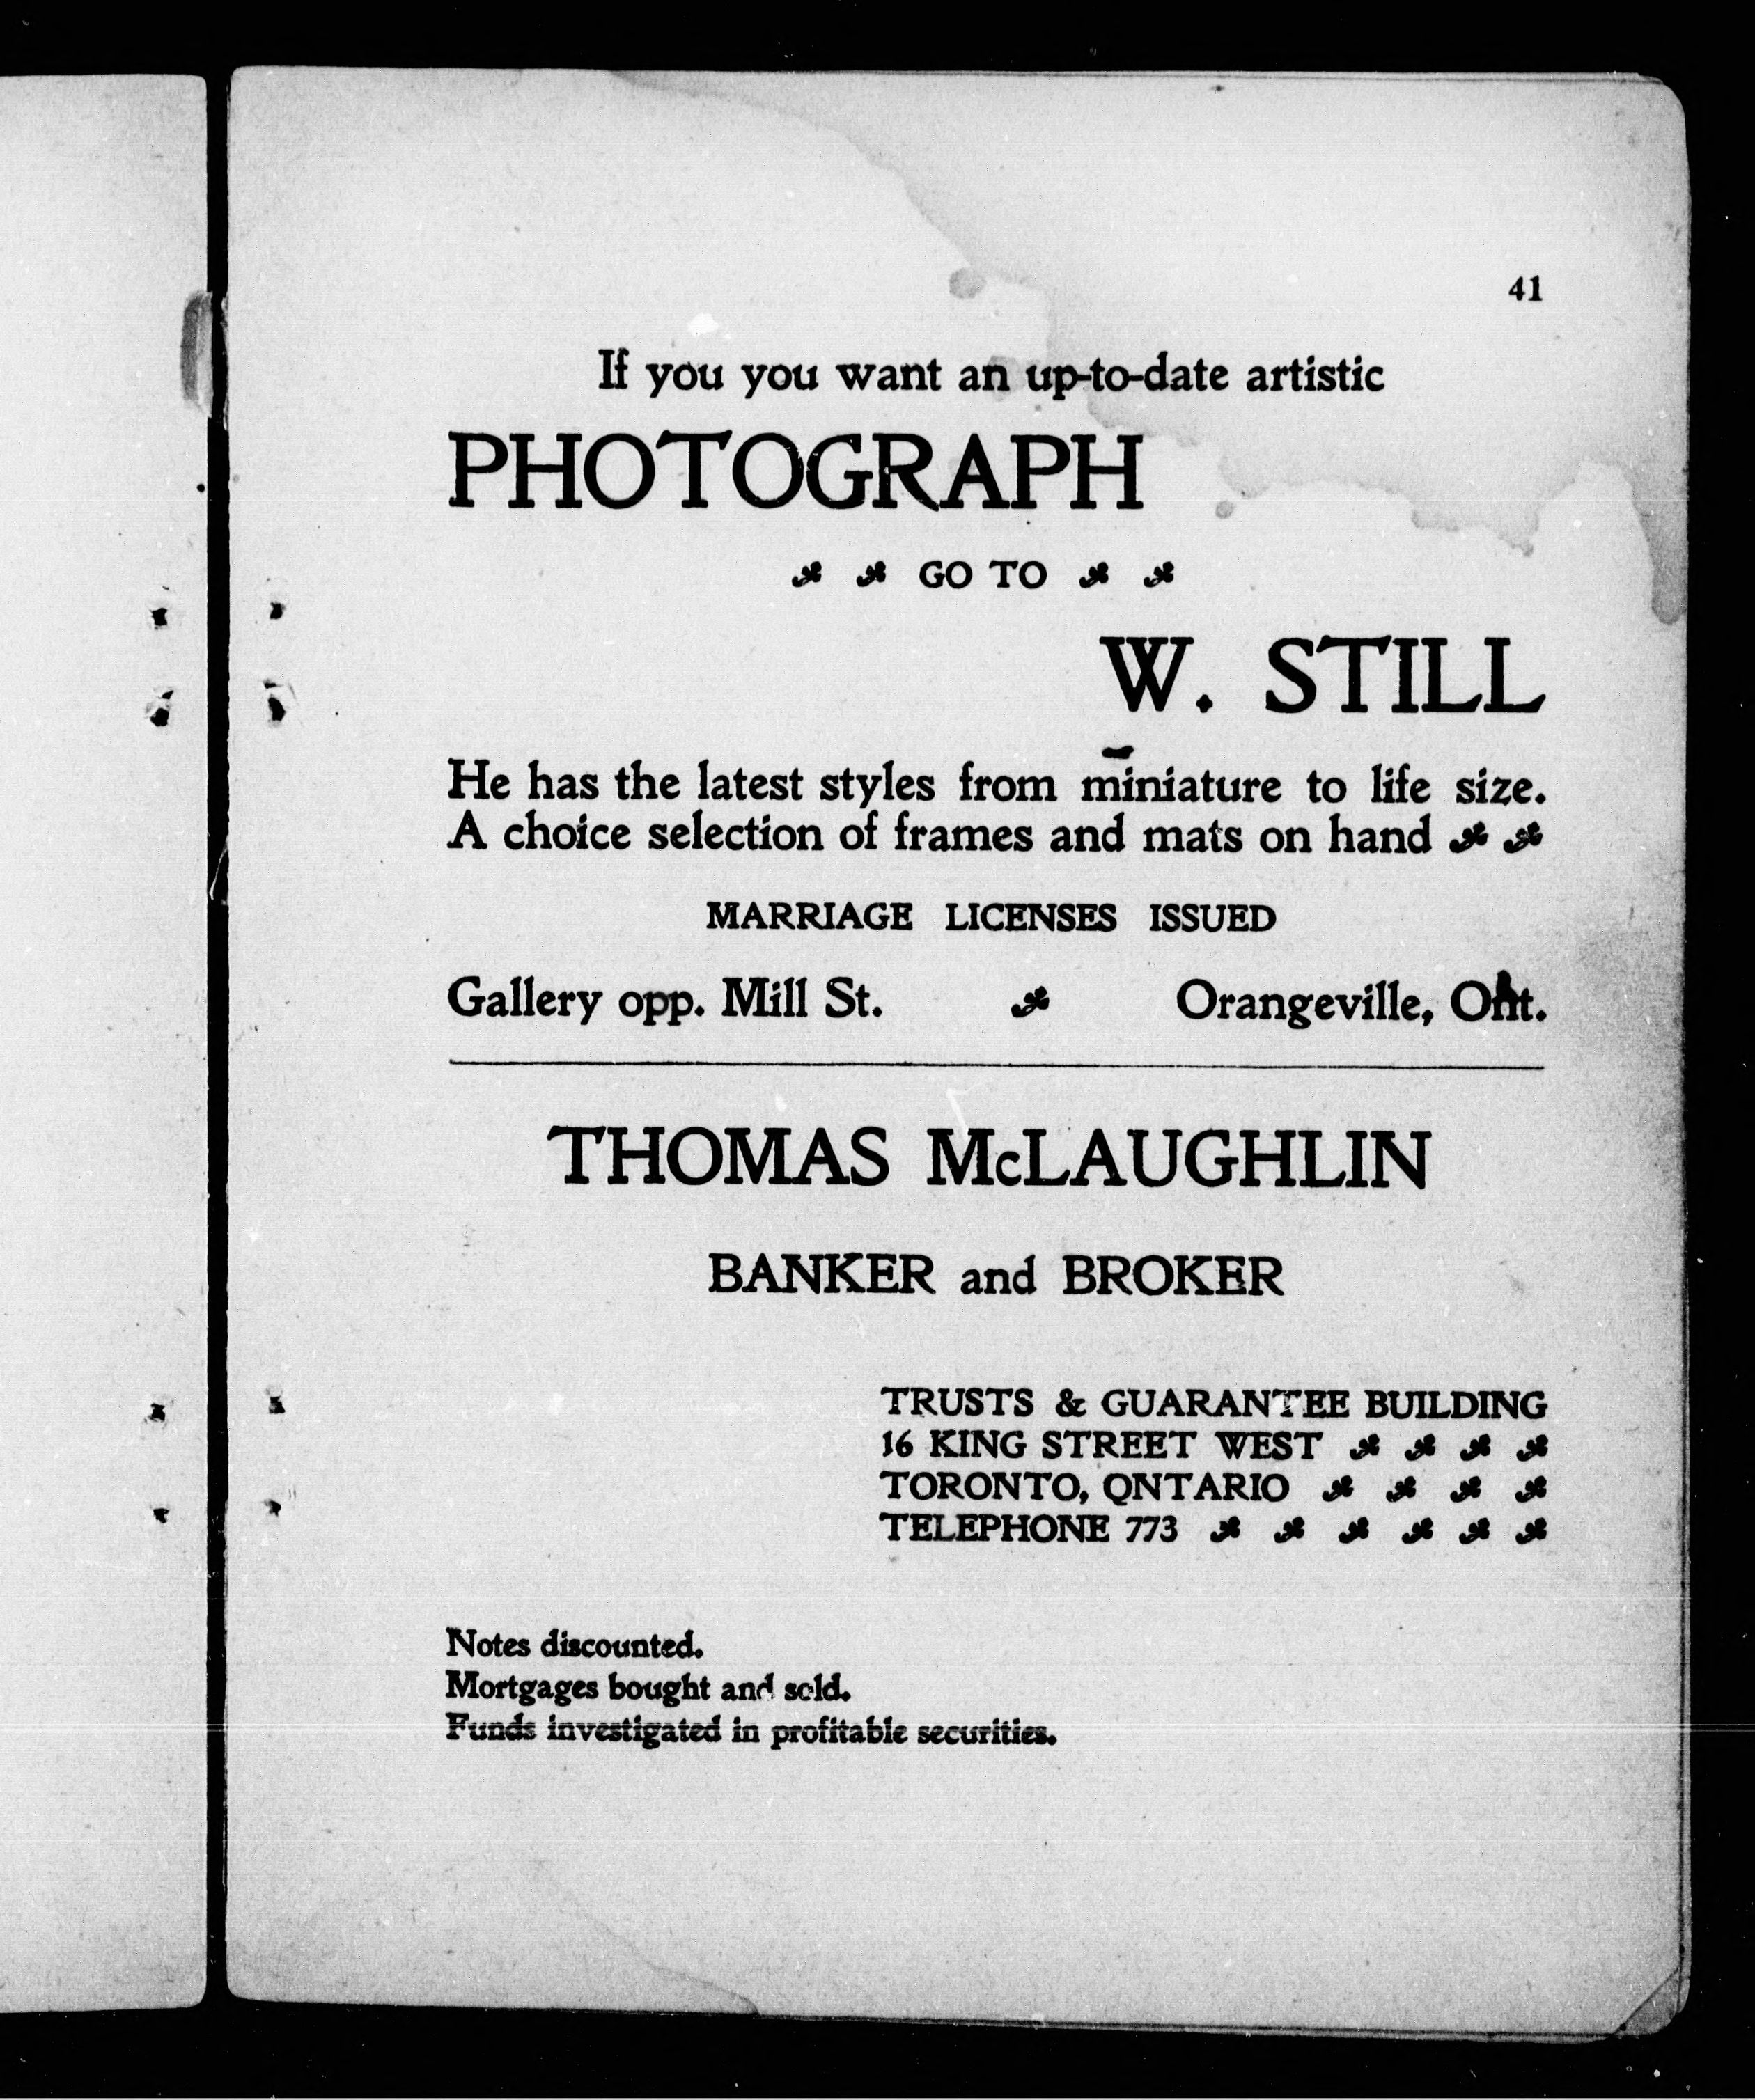 41
If you you want an up-to-date artistic
PHOTOGRAPH
GO TO
W. STILL
He has the latest styles from miniature to life size.
A choice selection of frames and mats on hand
MARRIAGE LICENSES ISSUED
Gallery opp. Mill St. Orangeville, Ont.
THOMAS McLAUGHLIN
BANKER and BROKER
TRUSTS & GUARANTEE BUILDING
16 KING STREET WEST
TORONTO, ONTARIO
TELEPHONE 773
Notes discounted.
Mortgages bought and sold.
Funds investigated in profitable securities.